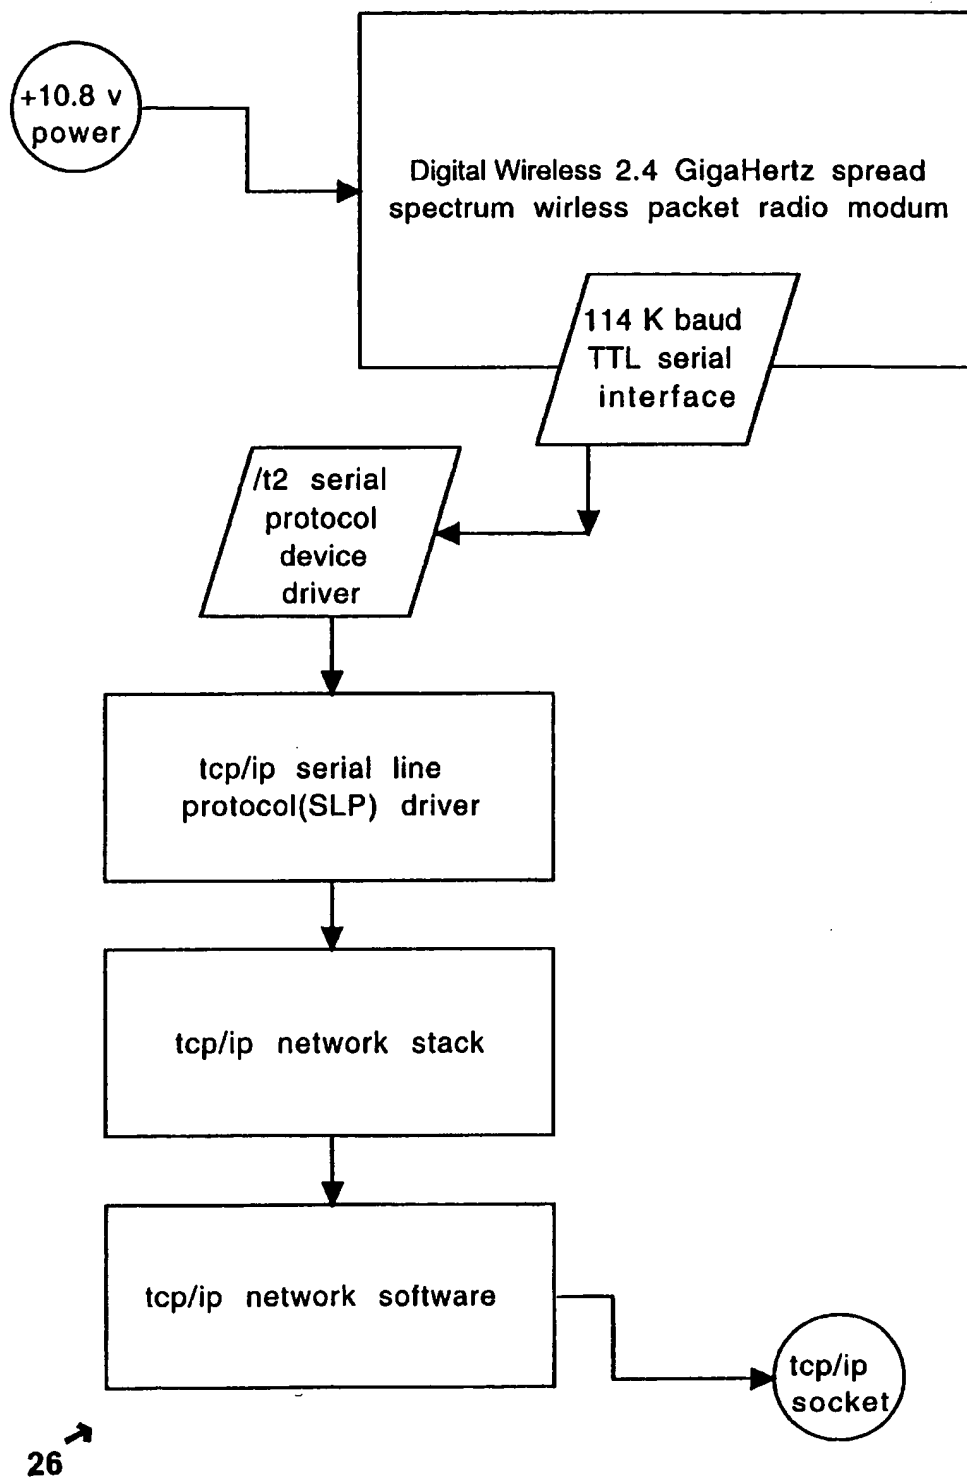 +10.8 v
power
Digital Wireless 2.4 GigaHertz spread
spectrum wirless packet radio modum
114 K baud
TTL serial
interface
/t2 serial
protocol
device
driver
tcp/ip serial line
protocol(SLP) driver
tcp/ip network stack
tcp/ip network software
tcp/ip
socket
26